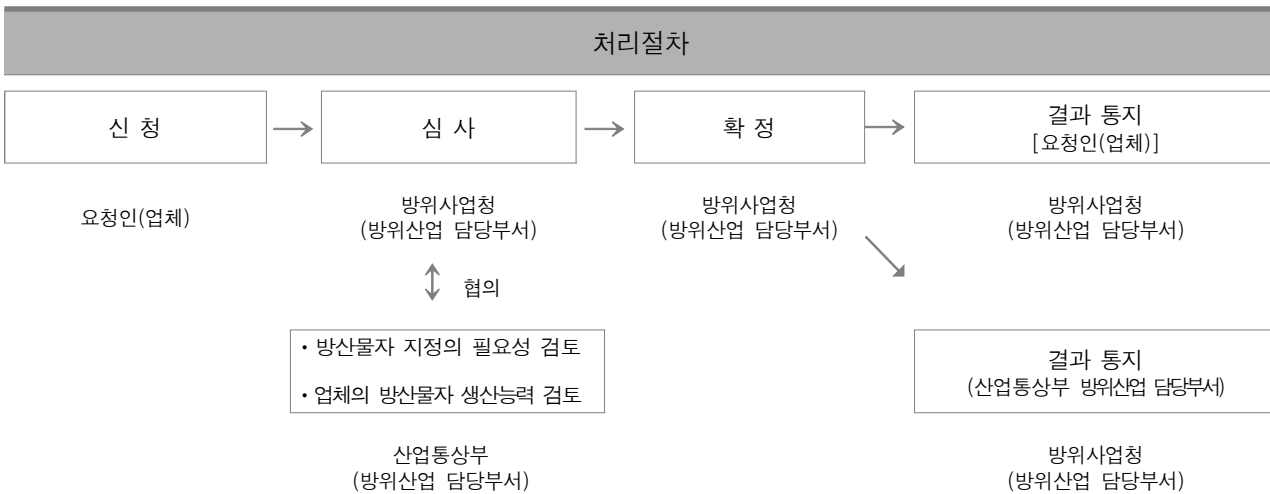 처리절차
신 청
심 사
확 정
결과 통지
[요청인(업체)]
요청인(업체)
방위사업청
(방위산업 담당부서)
방위사업청
(방위산업 담당부서)
방위사업청
(방위산업 담당부서)
협의
・방산물자 지정의 필요성 검토
・업체의 방산물자 생산능력 검토
결과 통지
(산업통상부 방위산업 담당부서)
산업통상부
(방위산업 담당부서)
방위사업청
(방위산업 담당부서)